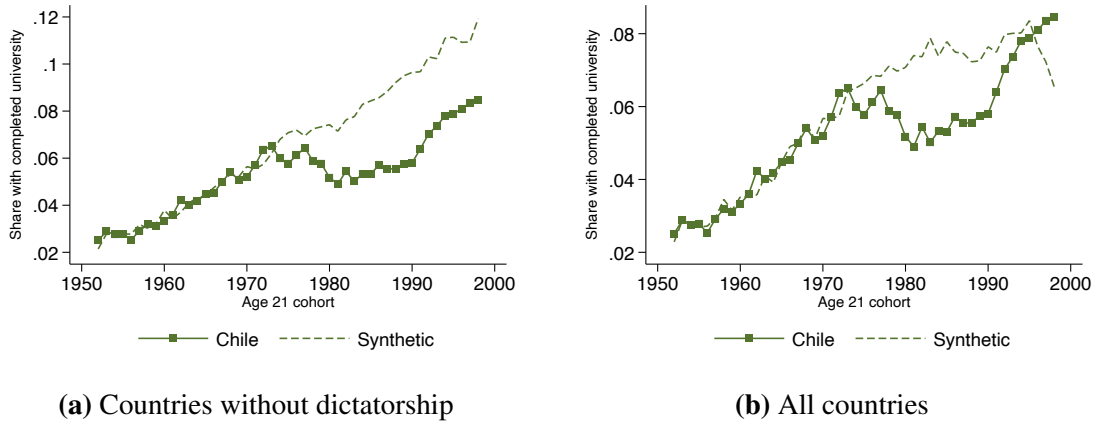 Share with completed university
.12
.1
.08
.06
.04
.02
1950 1960 1970 1980 1990 2000
Age 21 cohort
Chile Synthetic
(a) Countries without dictatorship
Share with completed university
.08
.06
.04
.02
1950 1960 1970 1980 1990 2000
Age 21 cohort
Chile Synthetic
(b) All countries